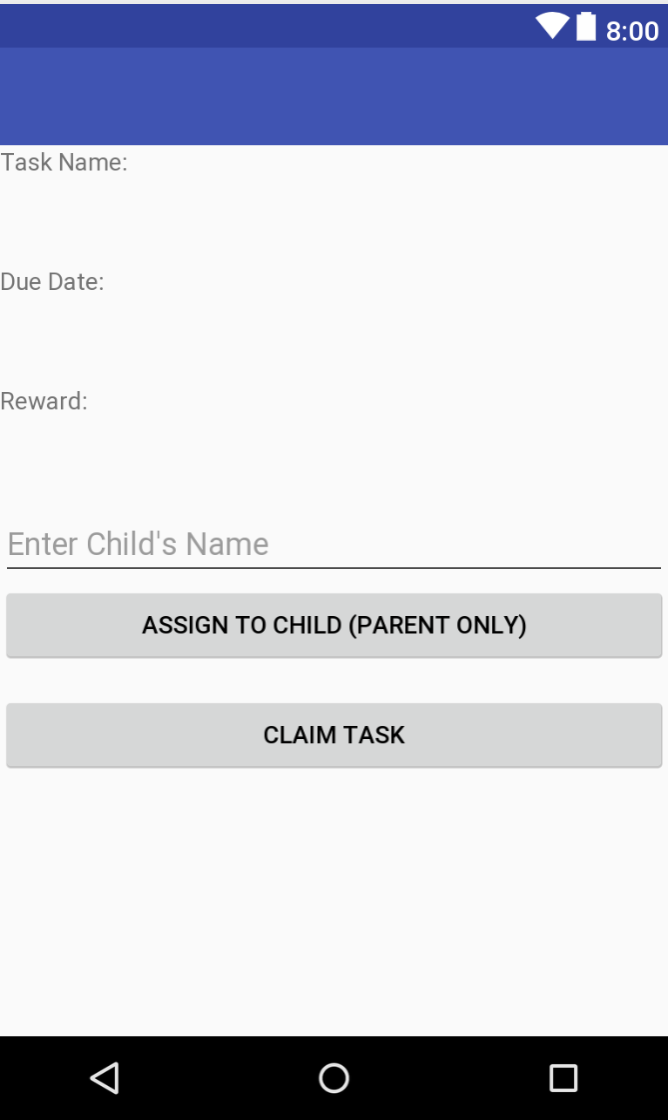 8:00
Task Name:
Due Date:
Reward:
Enter Child's Name
ASSIGN TO CHILD (PARENT ONLY)
CLAIM TASK